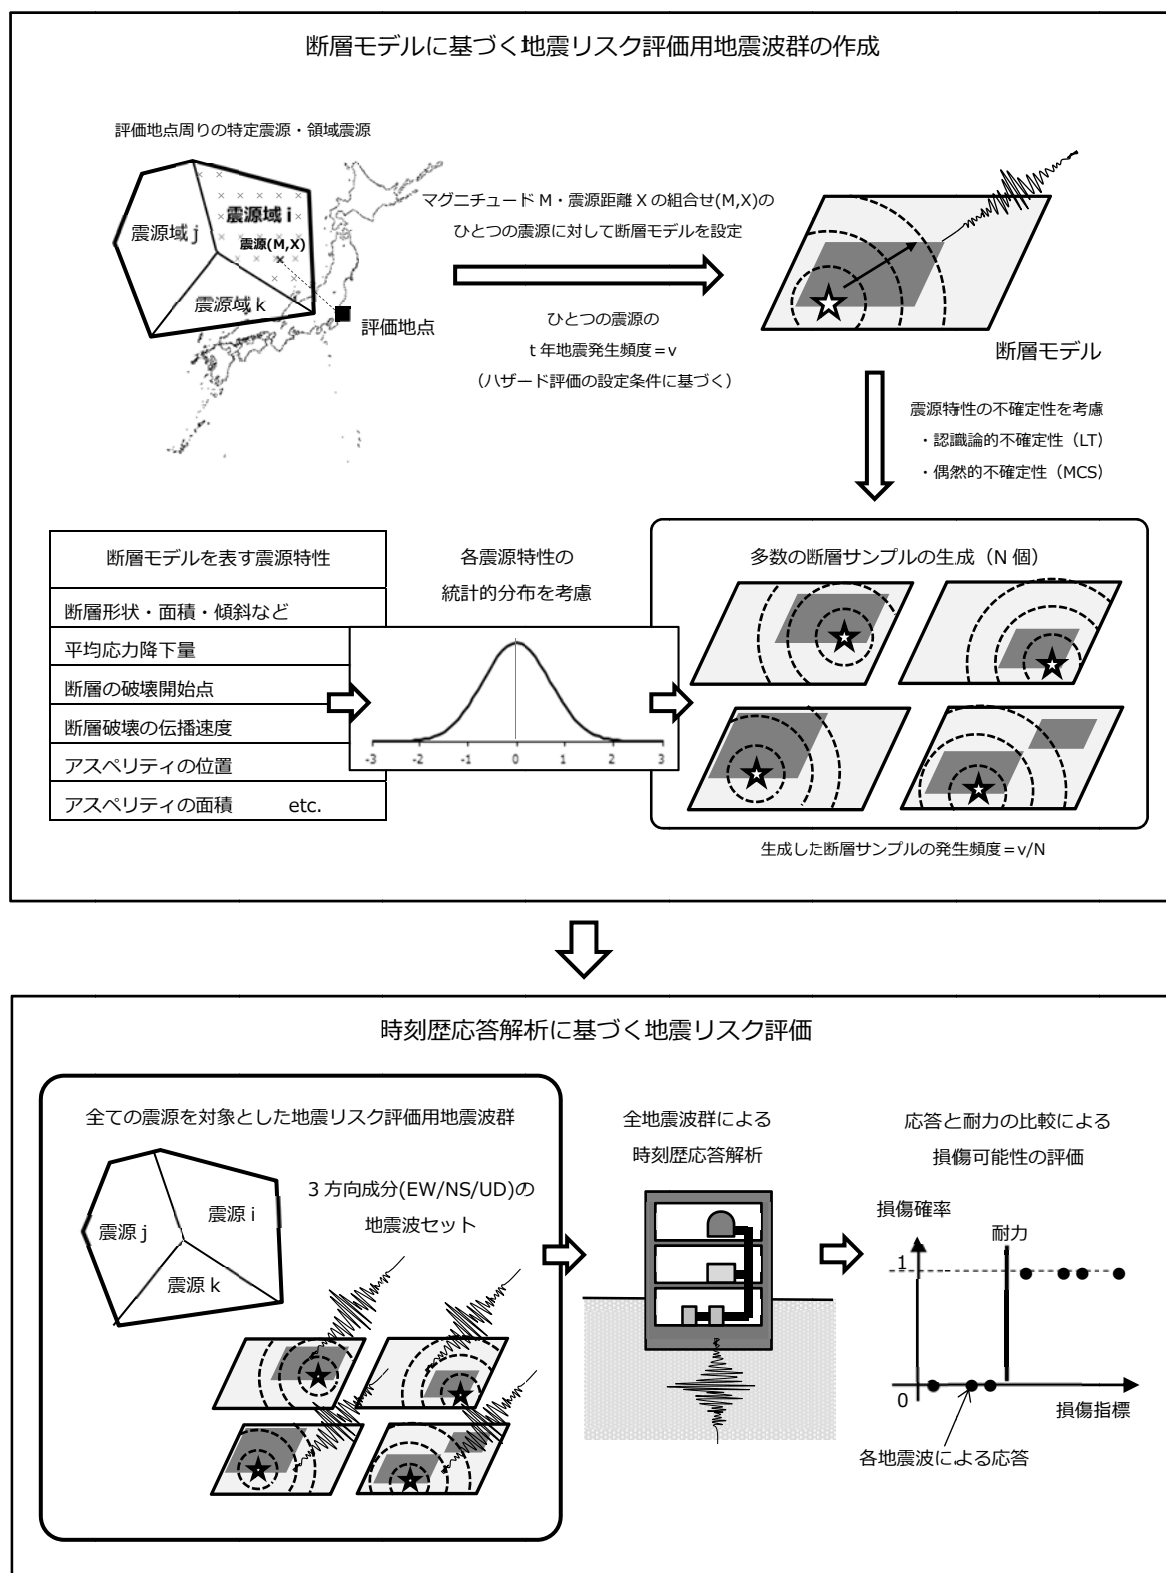 断層モデルに基づく地震リスク評価用地震波群の作成
評価地点周りの特定震源・領域震源
震源域 j
震源域 i
震源(M,X)
震源域 k
評価地点
マグニチュード M・震源距離 X の組合せ(M,X)の
ひとつの震源に対して断層モデルを設定
ひとつの震源の
t 年地震発生頻度＝ν
（ハザード評価の設定条件に基づく）
断層モデル
震源特性の不確定性を考慮
・認識論的不確定性（LT）
・偶然的不確定性（MCS）
断層モデルを表す震源特性
断層形状・面積・傾斜など
平均応力降下量
断層の破壊開始点
断層破壊の伝播速度
アスペリティの位置
アスペリティの面積 etc.
各震源特性の
統計的分布を考慮
-3 -2 -1 0 1 2 3
多数の断層サンプルの生成（N 個）
生成した断層サンプルの発生頻度＝ν/N
時刻歴応答解析に基づく地震リスク評価
全ての震源を対象とした地震リスク評価用地震波群
震源 j
震源 i
震源 k
3 方向成分(EW/NS/UD)の
地震波セット
全地震波群による
時刻歴応答解析
応答と耐力の比較による
損傷可能性の評価
損傷確率
耐力
1
0
損傷指標
各地震波による応答